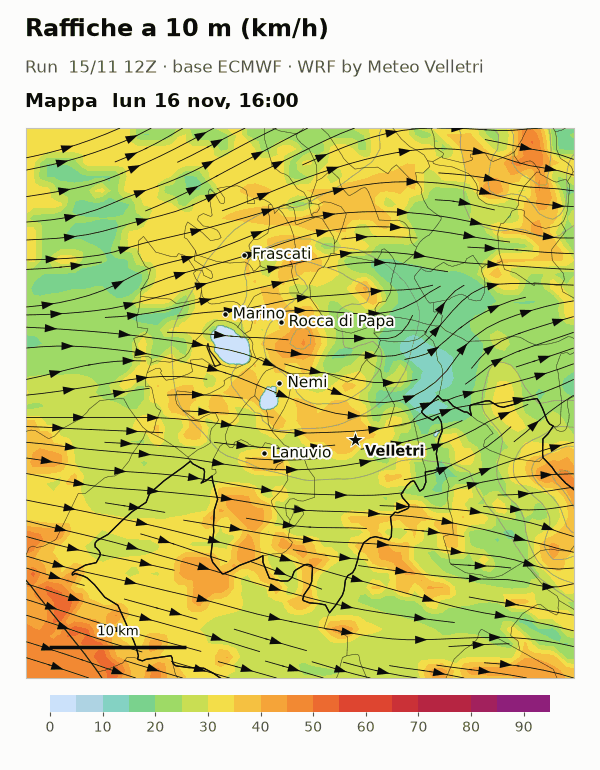 Raffiche a 10 m (km/h)
Run  15/11 12Z · base ECMWF · WRF by Meteo Velletri
Mappa  lun 16 nov, 16:00
Frascati
Marino
Rocca di Papa
Nemi
Lanuvio
Velletri
10 km
0 10 20 30 40 50 60 70 80 90